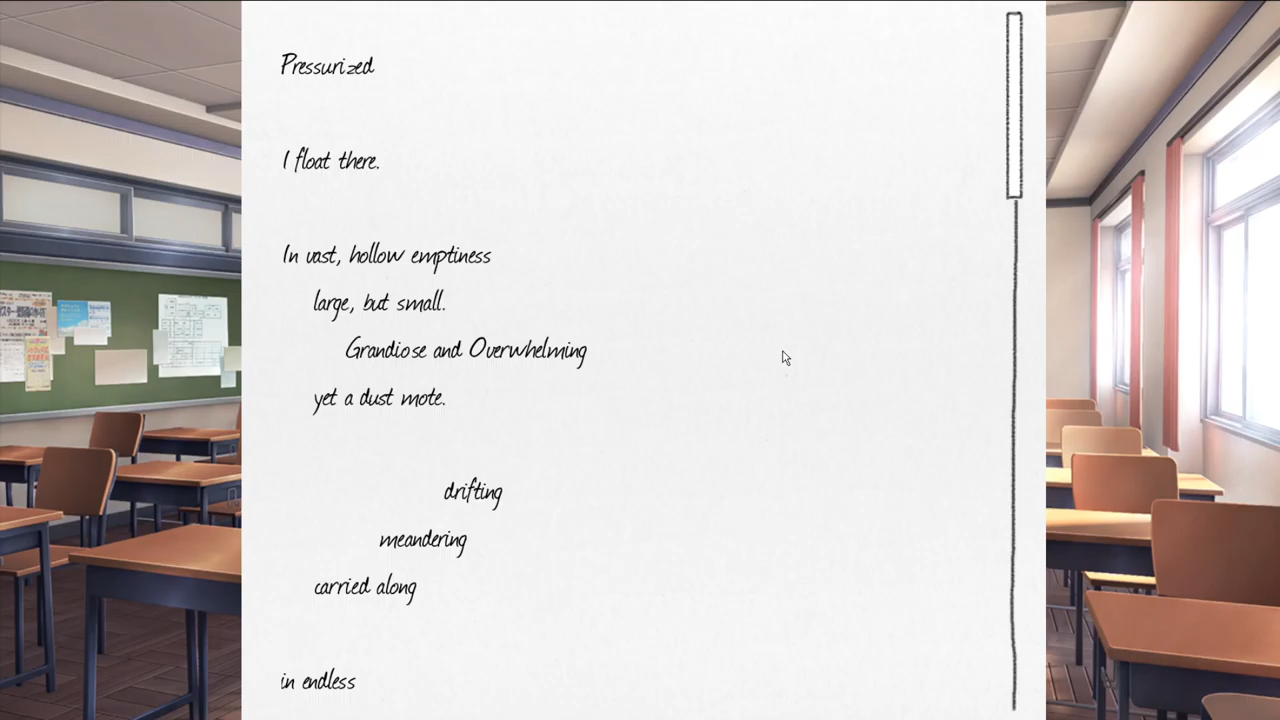 Pressurized
I float there.
In vast, hollow emptiness
large, but small.
Grandiose and Overwhelming
yet a dust mote.
drifting
meandering
carried along
in endless